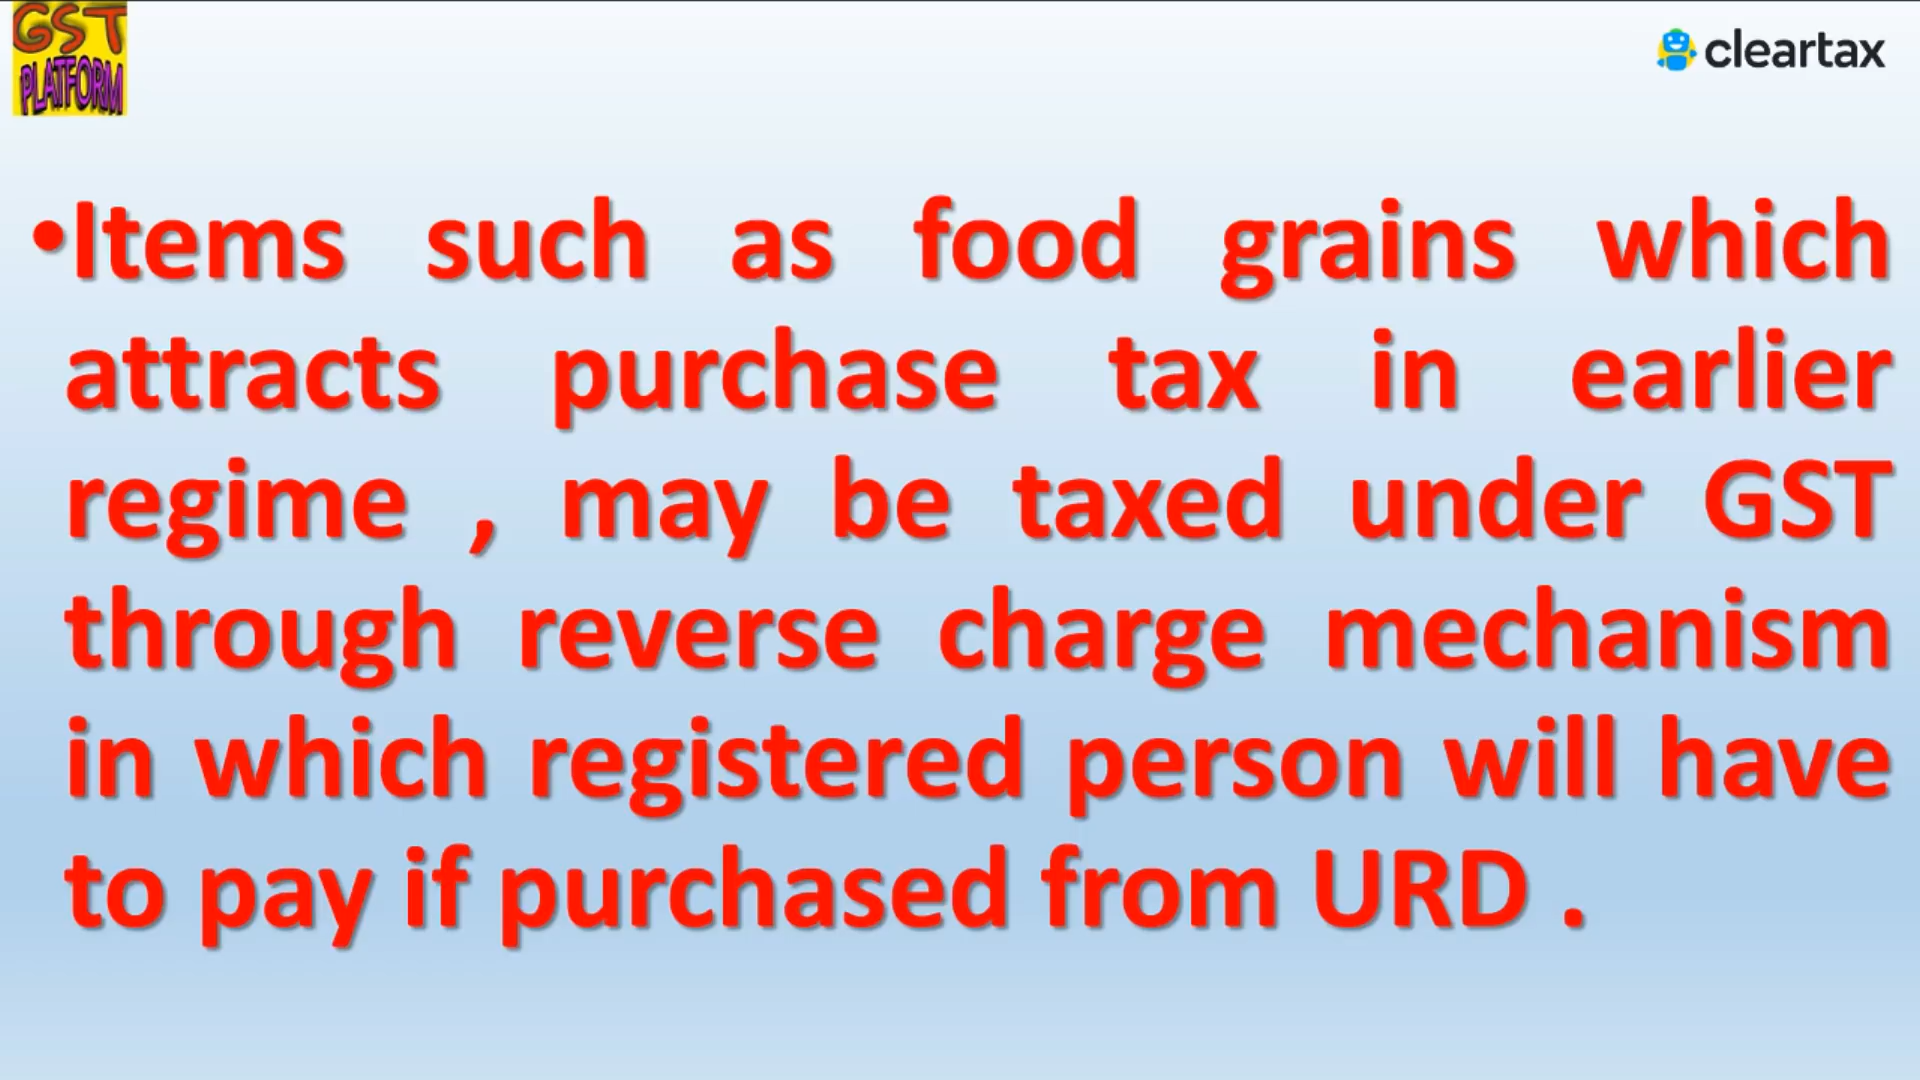 GST
PLATFORM
cleartax
•Items such as food grains which
attracts purchase tax in earlier
regime , may be taxed under GST
through reverse charge mechanism
in which registered person will have
to pay if purchased from URD .